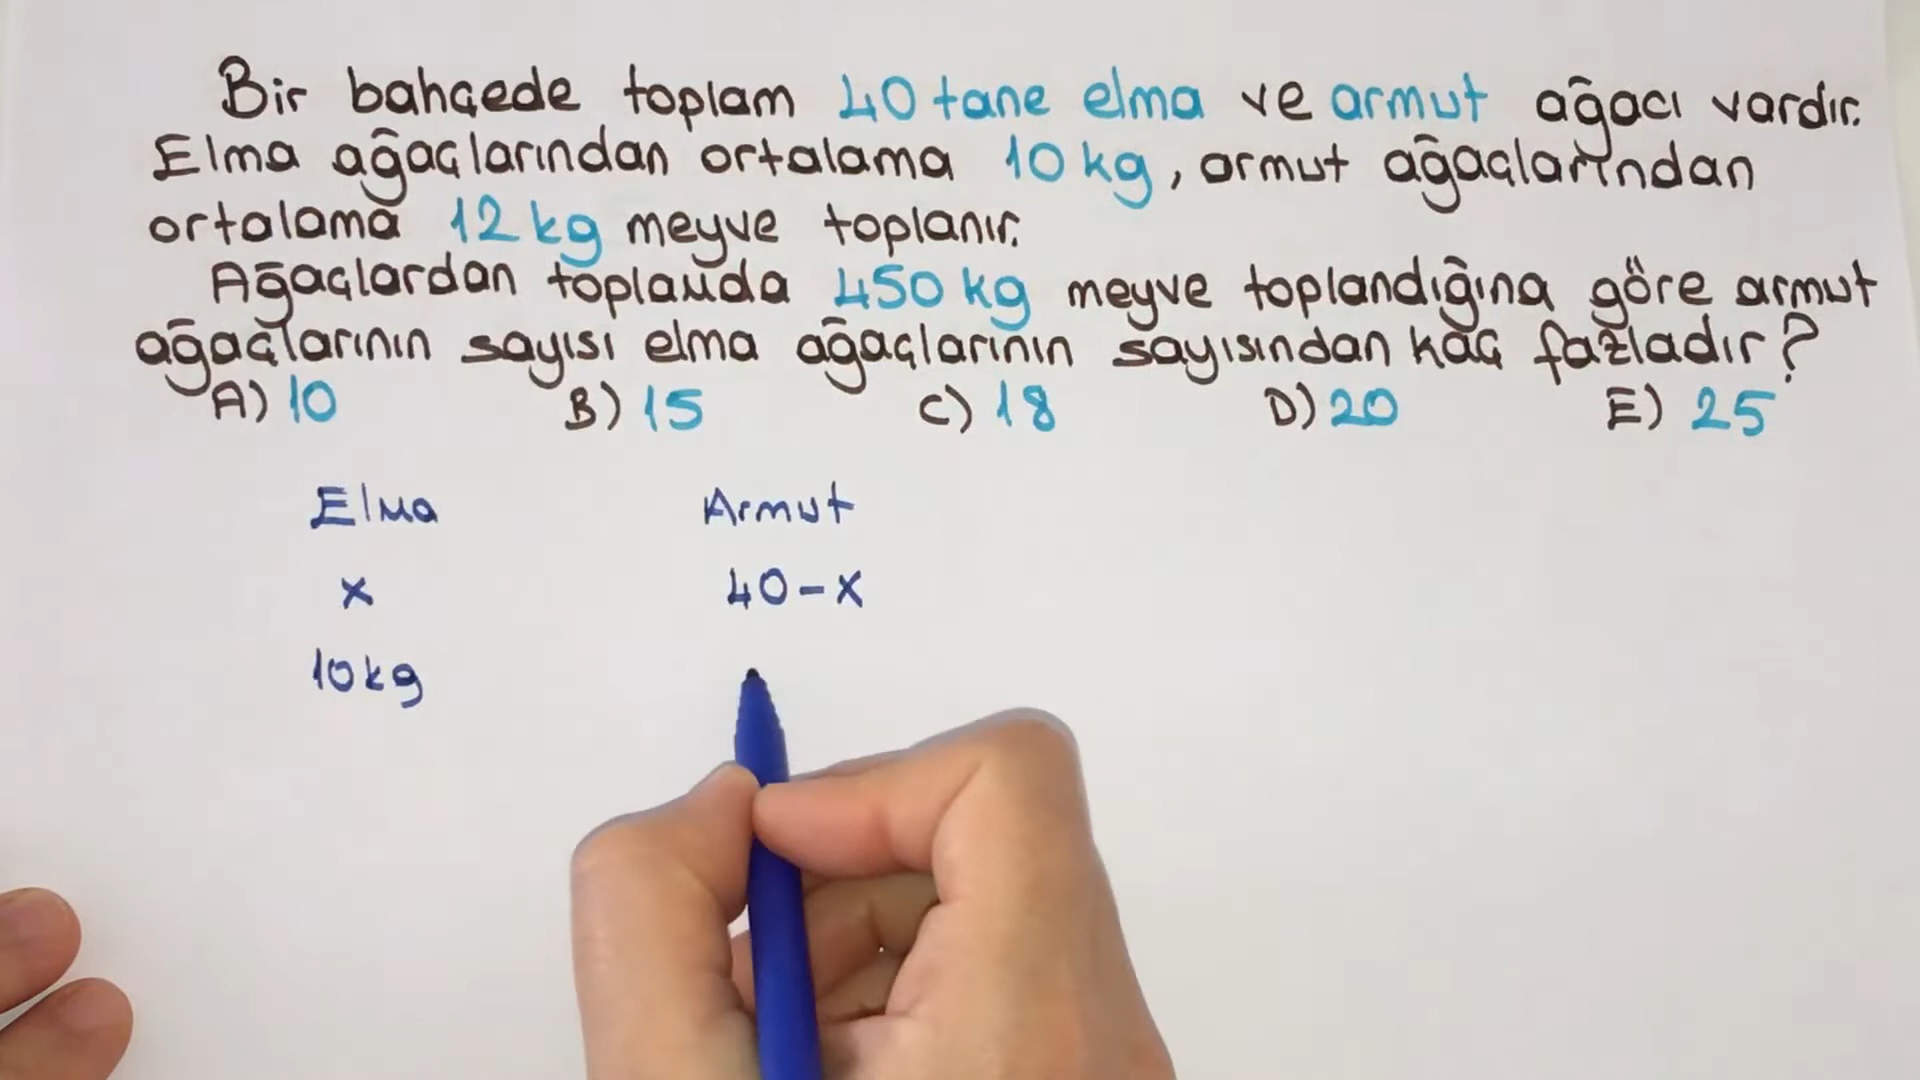 Bir bahçede toplam 40 tane elma ve armut ağacı vardır.
Elma ağaçlarından ortalama 10 kg, armut ağaçlarından
ortalama 12 kg meyve toplanır.
Ağaçlardan toplamda 450 kg meyve toplandığına göre armut
ağaçlarının sayısı elma ağaçlarının sayısından kaç fazladır?
A) 10 B) 15 C) 18 D) 20 E) 25
Elma Armut
x 40-x
10kg